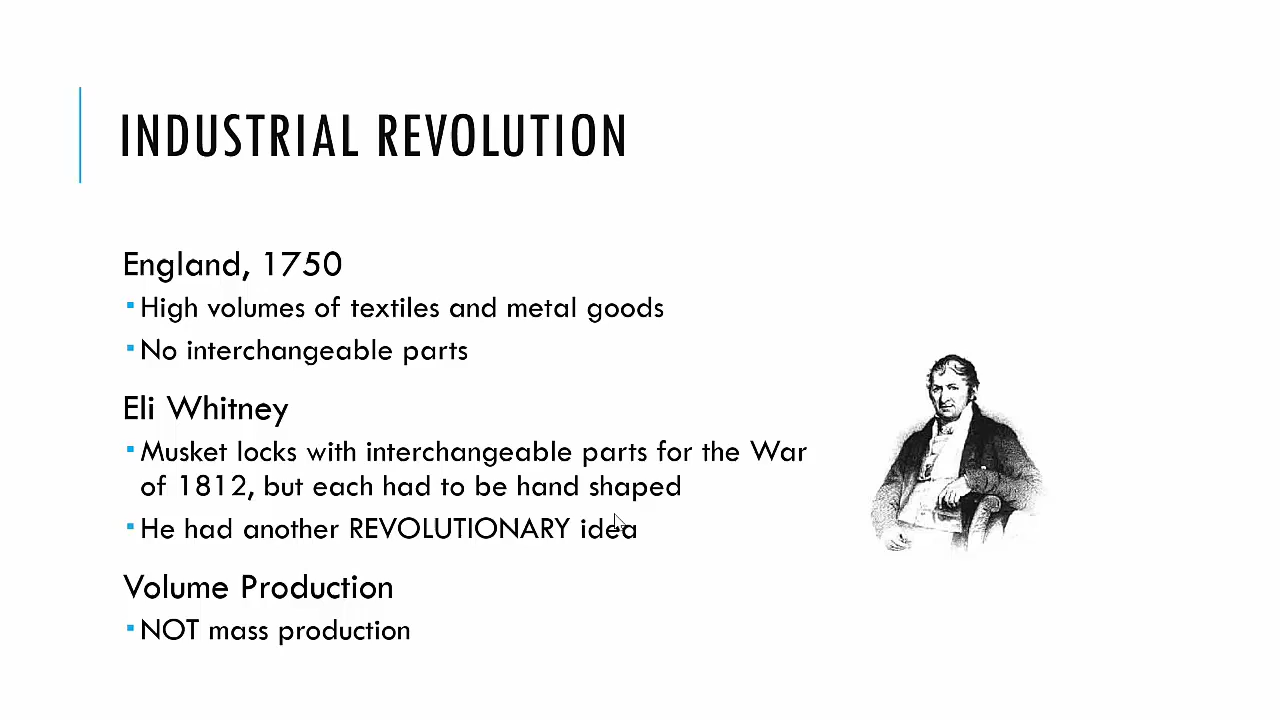 INDUSTRIAL REVOLUTION
England, 1750
▪ High volumes of textiles and metal goods
▪ No interchangeable parts
Eli Whitney
▪ Musket locks with interchangeable parts for the War
of 1812, but each had to be hand shaped
▪ He had another REVOLUTIONARY idea
Volume Production
▪ NOT mass production